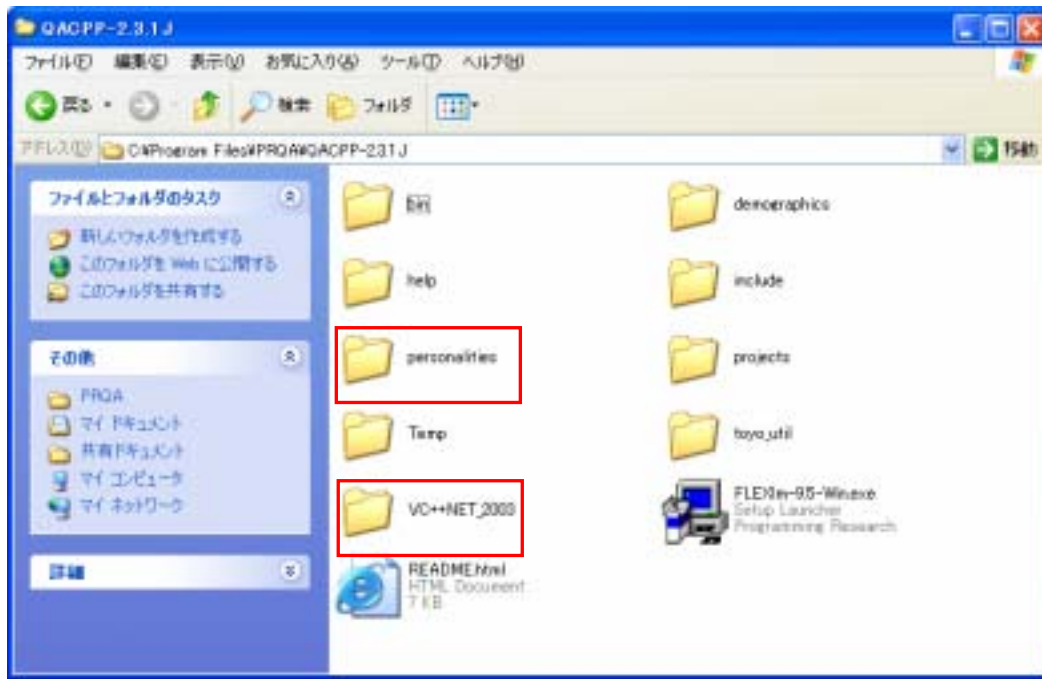 QACPP-2.3.1J
ファイル(F) 編集(E) 表示(V) お気に入り(A) ツール(T) ヘルプ(H)
戻る 検索 フォルダ
アドレス(D) C:¥Program Files¥PRQA¥QACPP-2.3.1J 移動
ファイルとフォルダのタスク
新しいフォルダを作成する
このフォルダを Web に公開する
このフォルダを共有する
その他
PRQA
マイ ドキュメント
共有ドキュメント
マイ コンピュータ
マイ ネットワーク
詳細
bin
demographics
help
include
personalities
projects
Temp
toyo_util
VC++NET_2003
FLEXlm-9.5-Win.exe
Setup Launcher
Programming Research
README.html
HTML Document
7 KB